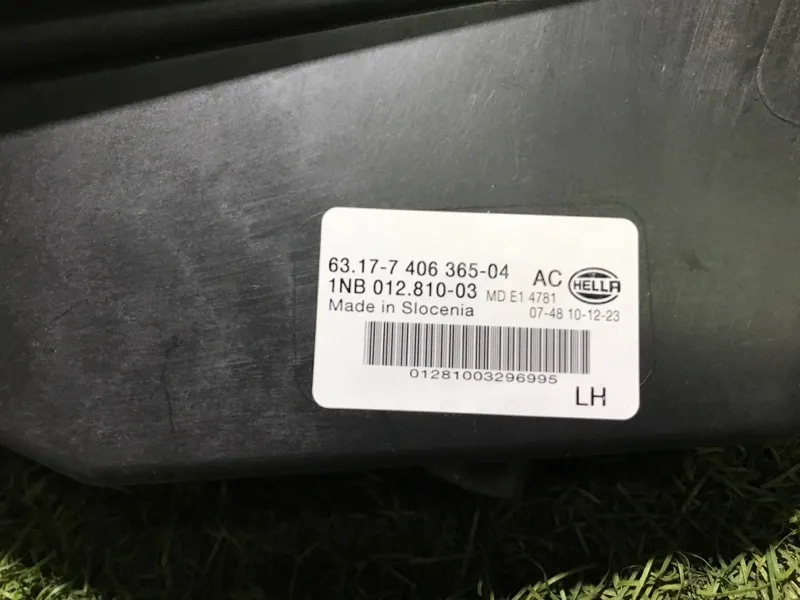 63.17-7 406 365-04 AC HELLA
1NB 012.810-03 MD E1 4781
Made in Slocenia 07-48 10-12-23
01281003296995
LH